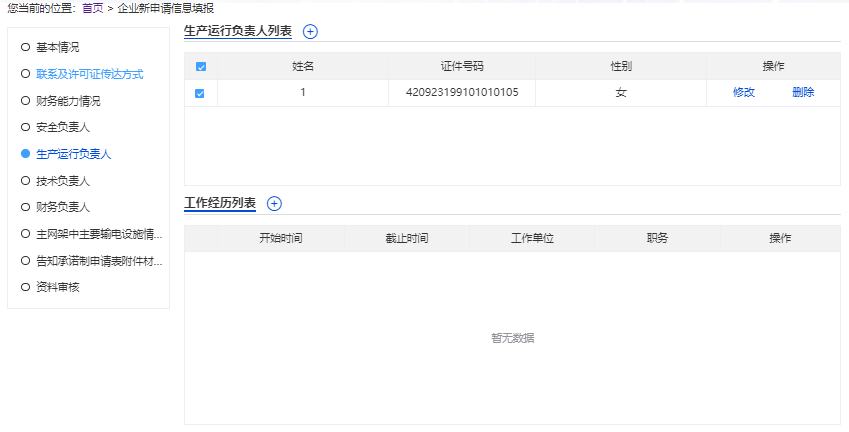 您当前的位置：首页 > 企业新申请信息填报
基本情况
联系及许可证传达方式
财务能力情况
安全负责人
生产运行负责人
技术负责人
财务负责人
主网架中主要输电设施情...
告知承诺制申请表附件材...
资料审核
生产运行负责人列表
姓名 证件号码 性别 操作
1 420923199101010105 女 修改 删除
工作经历列表
开始时间 截止时间 工作单位 职务 操作
暂无数据